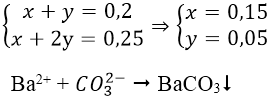 { x + y = 0,2 ⇒ { x = 0,15
{ x + 2y = 0,25 { y = 0,05
Ba²⁺ + CO₃²⁻ → BaCO₃↓